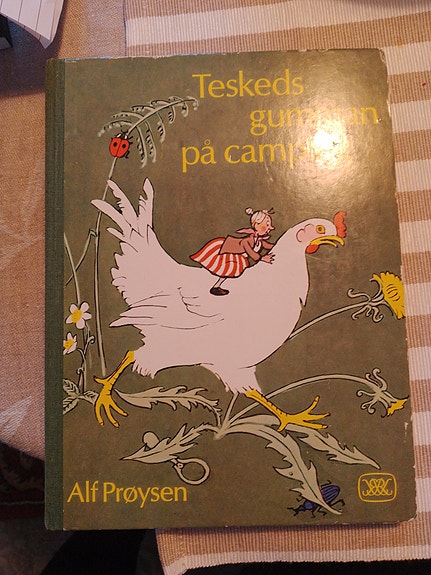 Teskeds
på
Alf Prøysen